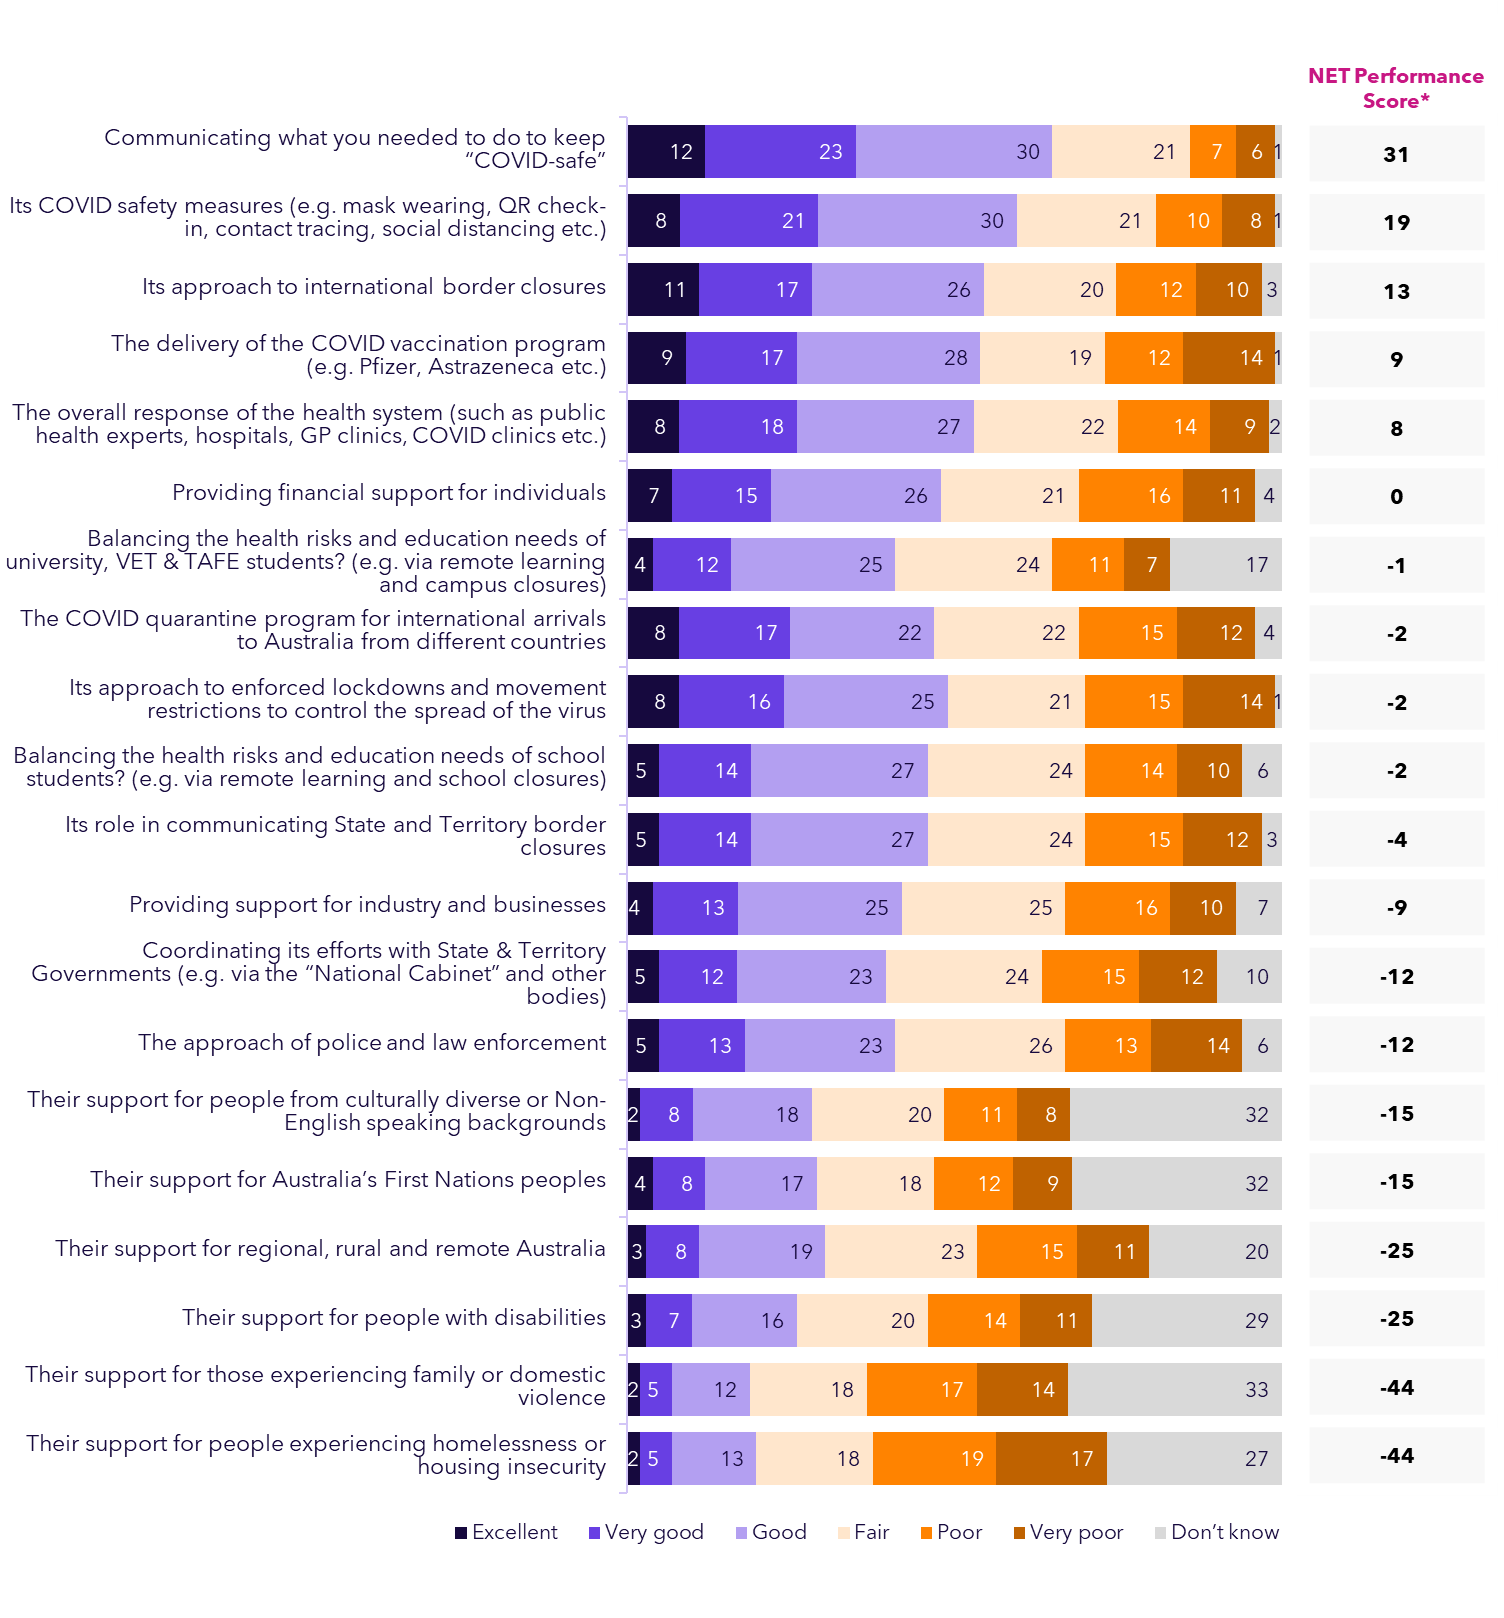 NET Performance
Score*
Communicating what you needed to do to keep
“COVID-safe”
12 23 30 21 7 6 1
31
Its COVID safety measures (e.g. mask wearing, QR check-
in, contact tracing, social distancing etc.)
8 21 30 21 10 8 1
19
Its approach to international border closures
11 17 26 20 12 10 3
13
The delivery of the COVID vaccination program
(e.g. Pfizer, Astrazeneca etc.)
9 17 28 19 12 14 1
9
The overall response of the health system (such as public
health experts, hospitals, GP clinics, COVID clinics etc.)
8 18 27 22 14 9 2
8
Providing financial support for individuals
7 15 26 21 16 11 4
0
Balancing the health risks and education needs of
university, VET & TAFE students? (e.g. via remote learning
and campus closures)
4 12 25 24 11 7 17
-1
The COVID quarantine program for international arrivals
to Australia from different countries
8 17 22 22 15 12 4
-2
Its approach to enforced lockdowns and movement
restrictions to control the spread of the virus
8 16 25 21 15 14 1
-2
Balancing the health risks and education needs of school
students? (e.g. via remote learning and school closures)
5 14 27 24 14 10 6
-2
Its role in communicating State and Territory border
closures
5 14 27 24 15 12 3
-4
Providing support for industry and businesses
4 13 25 25 16 10 7
-9
Coordinating its efforts with State & Territory
Governments (e.g. via the “National Cabinet” and other
bodies)
5 12 23 24 15 12 10
-12
The approach of police and law enforcement
5 13 23 26 13 14 6
-12
Their support for people from culturally diverse or Non-
English speaking backgrounds
2 8 18 20 11 8 32
-15
Their support for Australia’s First Nations peoples
4 8 17 18 12 9 32
-15
Their support for regional, rural and remote Australia
3 8 19 23 15 11 20
-25
Their support for people with disabilities
3 7 16 20 14 11 29
-25
Their support for those experiencing family or domestic
violence
2 5 12 18 17 14 33
-44
Their support for people experiencing homelessness or
housing insecurity
2 5 13 18 19 17 27
-44
Excellent Very good Good Fair Poor Very poor Don’t know